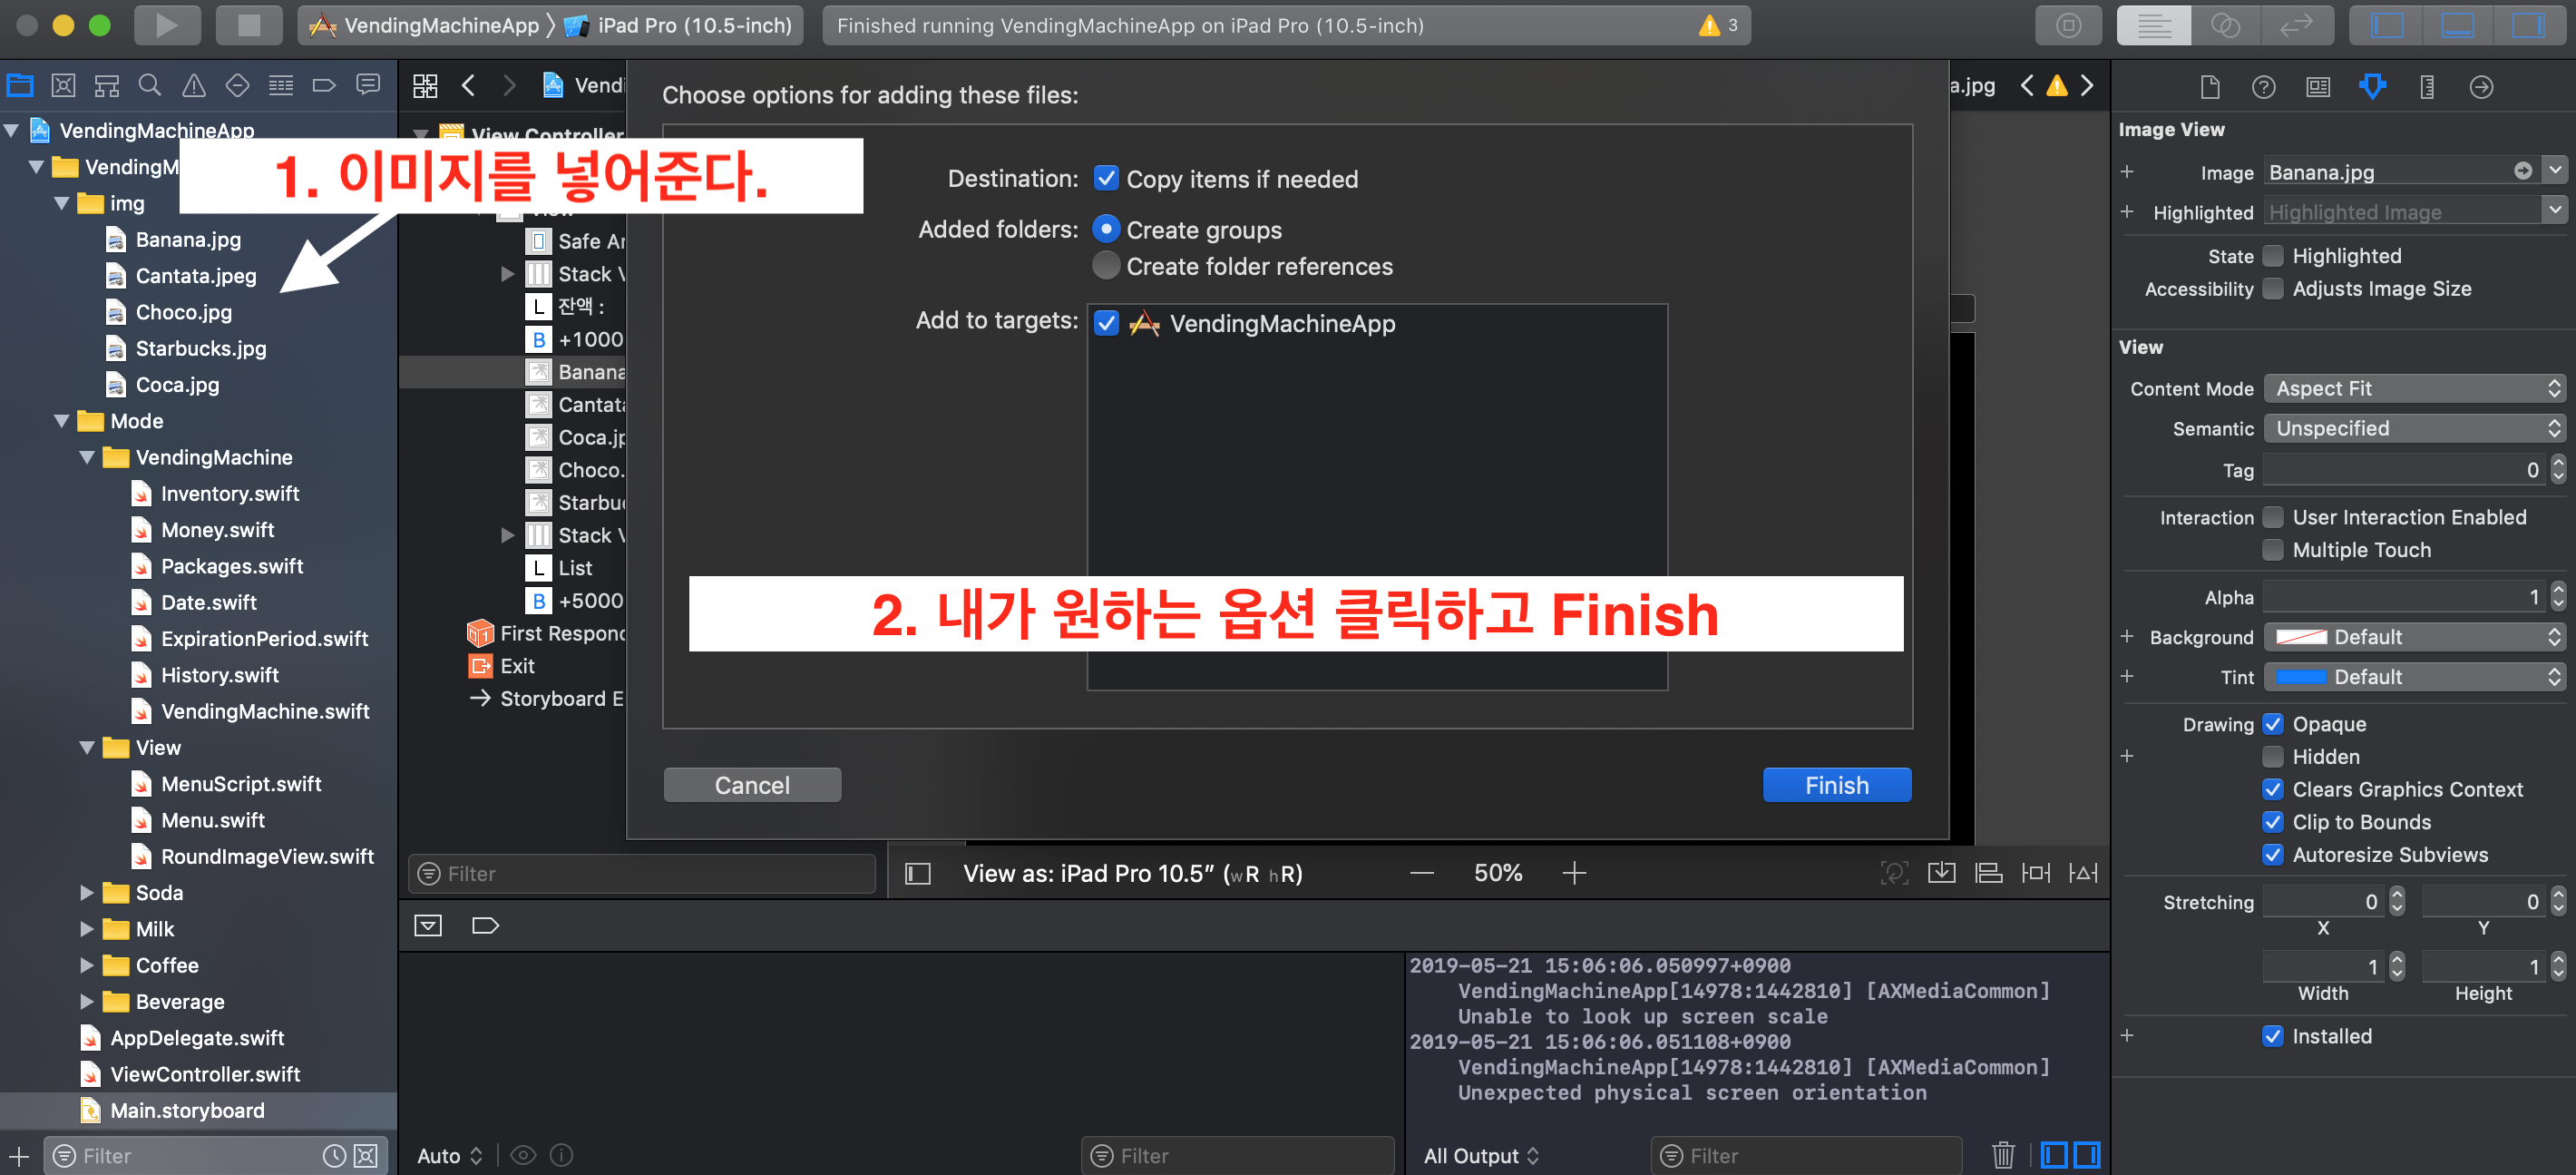 VendingMachineApp
iPad Pro (10.5-inch)
Finished running VendingMachineApp on iPad Pro (10.5-inch)
3
VendingMachineApp
VendingM
img
Banana.jpg
Cantata.jpeg
Choco.jpg
Starbucks.jpg
Coca.jpg
Mode
VendingMachine
Inventory.swift
Money.swift
Packages.swift
Date.swift
ExpirationPeriod.swift
History.swift
VendingMachine.swift
View
MenuScript.swift
Menu.swift
RoundImageView.swift
Soda
Milk
Coffee
Beverage
AppDelegate.swift
ViewController.swift
Main.storyboard
Filter
1. 이미지를 넣어준다.
Vendi
a.jpg
View Controller
View
Safe Ar
Stack V
L 잔액 :
B +1000
Banana
Cantata
Coca.jp
Choco.
Starbuc
Stack V
L List
B +5000
First Respond
Exit
Storyboard E
Filter
Choose options for adding these files:
Destination: Copy items if needed
Added folders: Create groups
Create folder references
Add to targets: VendingMachineApp
2. 내가 원하는 옵션 클릭하고 Finish
Cancel
Finish
View as: iPad Pro 10.5” (wR hR)
50%
2019-05-21 15:06:06.050997+0900
VendingMachineApp[14978:1442810] [AXMediaCommon]
Unable to look up screen scale
2019-05-21 15:06:06.051108+0900
VendingMachineApp[14978:1442810] [AXMediaCommon]
Unexpected physical screen orientation
Auto
Filter
All Output
Filter
Image View
Image Banana.jpg
Highlighted Highlighted Image
State Highlighted
Accessibility Adjusts Image Size
View
Content Mode Aspect Fit
Semantic Unspecified
Tag 0
Interaction User Interaction Enabled
Multiple Touch
Alpha 1
Background Default
Tint Default
Drawing Opaque
Hidden
Clears Graphics Context
Clip to Bounds
Autoresize Subviews
Stretching 0 0
X Y
1 1
Width Height
Installed